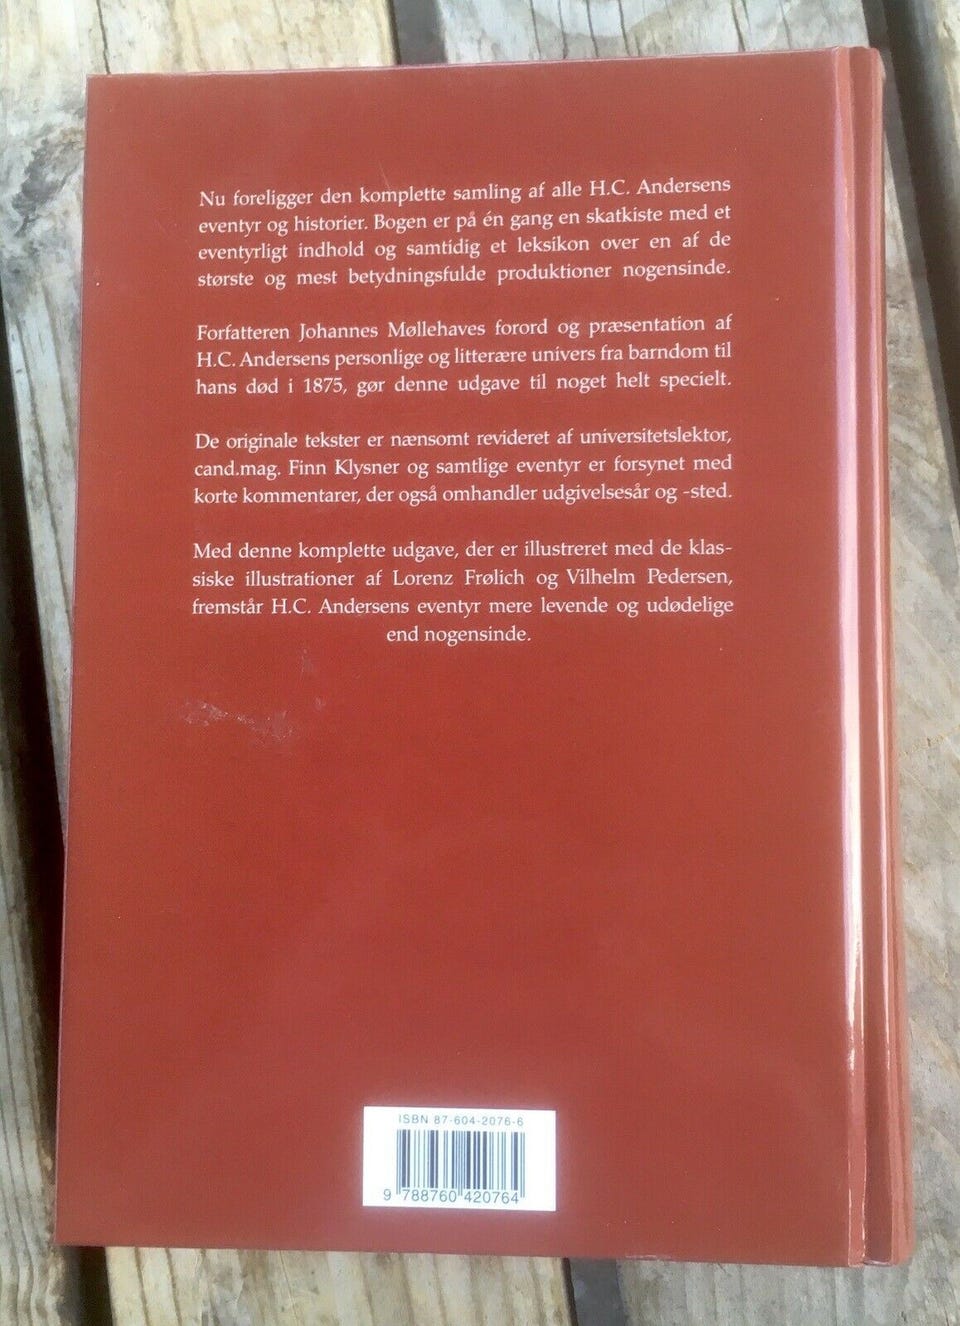 Nu foreligger den komplette samling af alle H.C. Andersens
eventyr og historier. Bogen er på én gang en skatkiste med et
eventyrligt indhold og samtidig et leksikon over en af de
største og mest betydningsfulde produktioner nogensinde.
Forfatteren Johannes Møllehaves forord og præsentation af
H.C. Andersens personlige og litterære univers fra barndom til
hans død i 1875, gør denne udgave til noget helt specielt.
De originale tekster er nænsomt revideret af universitetslektor,
cand.mag. Finn Klysner og samtlige eventyr er forsynet med
korte kommentarer, der også omhandler udgivelsesår og -sted.
Med denne komplette udgave, der er illustreret med de klas-
siske illustrationer af Lorenz Frølich og Vilhelm Pedersen,
fremstår H.C. Andersens eventyr mere levende og udødelige
end nogensinde.
ISBN 87-604-2076-6
9 788760 420764